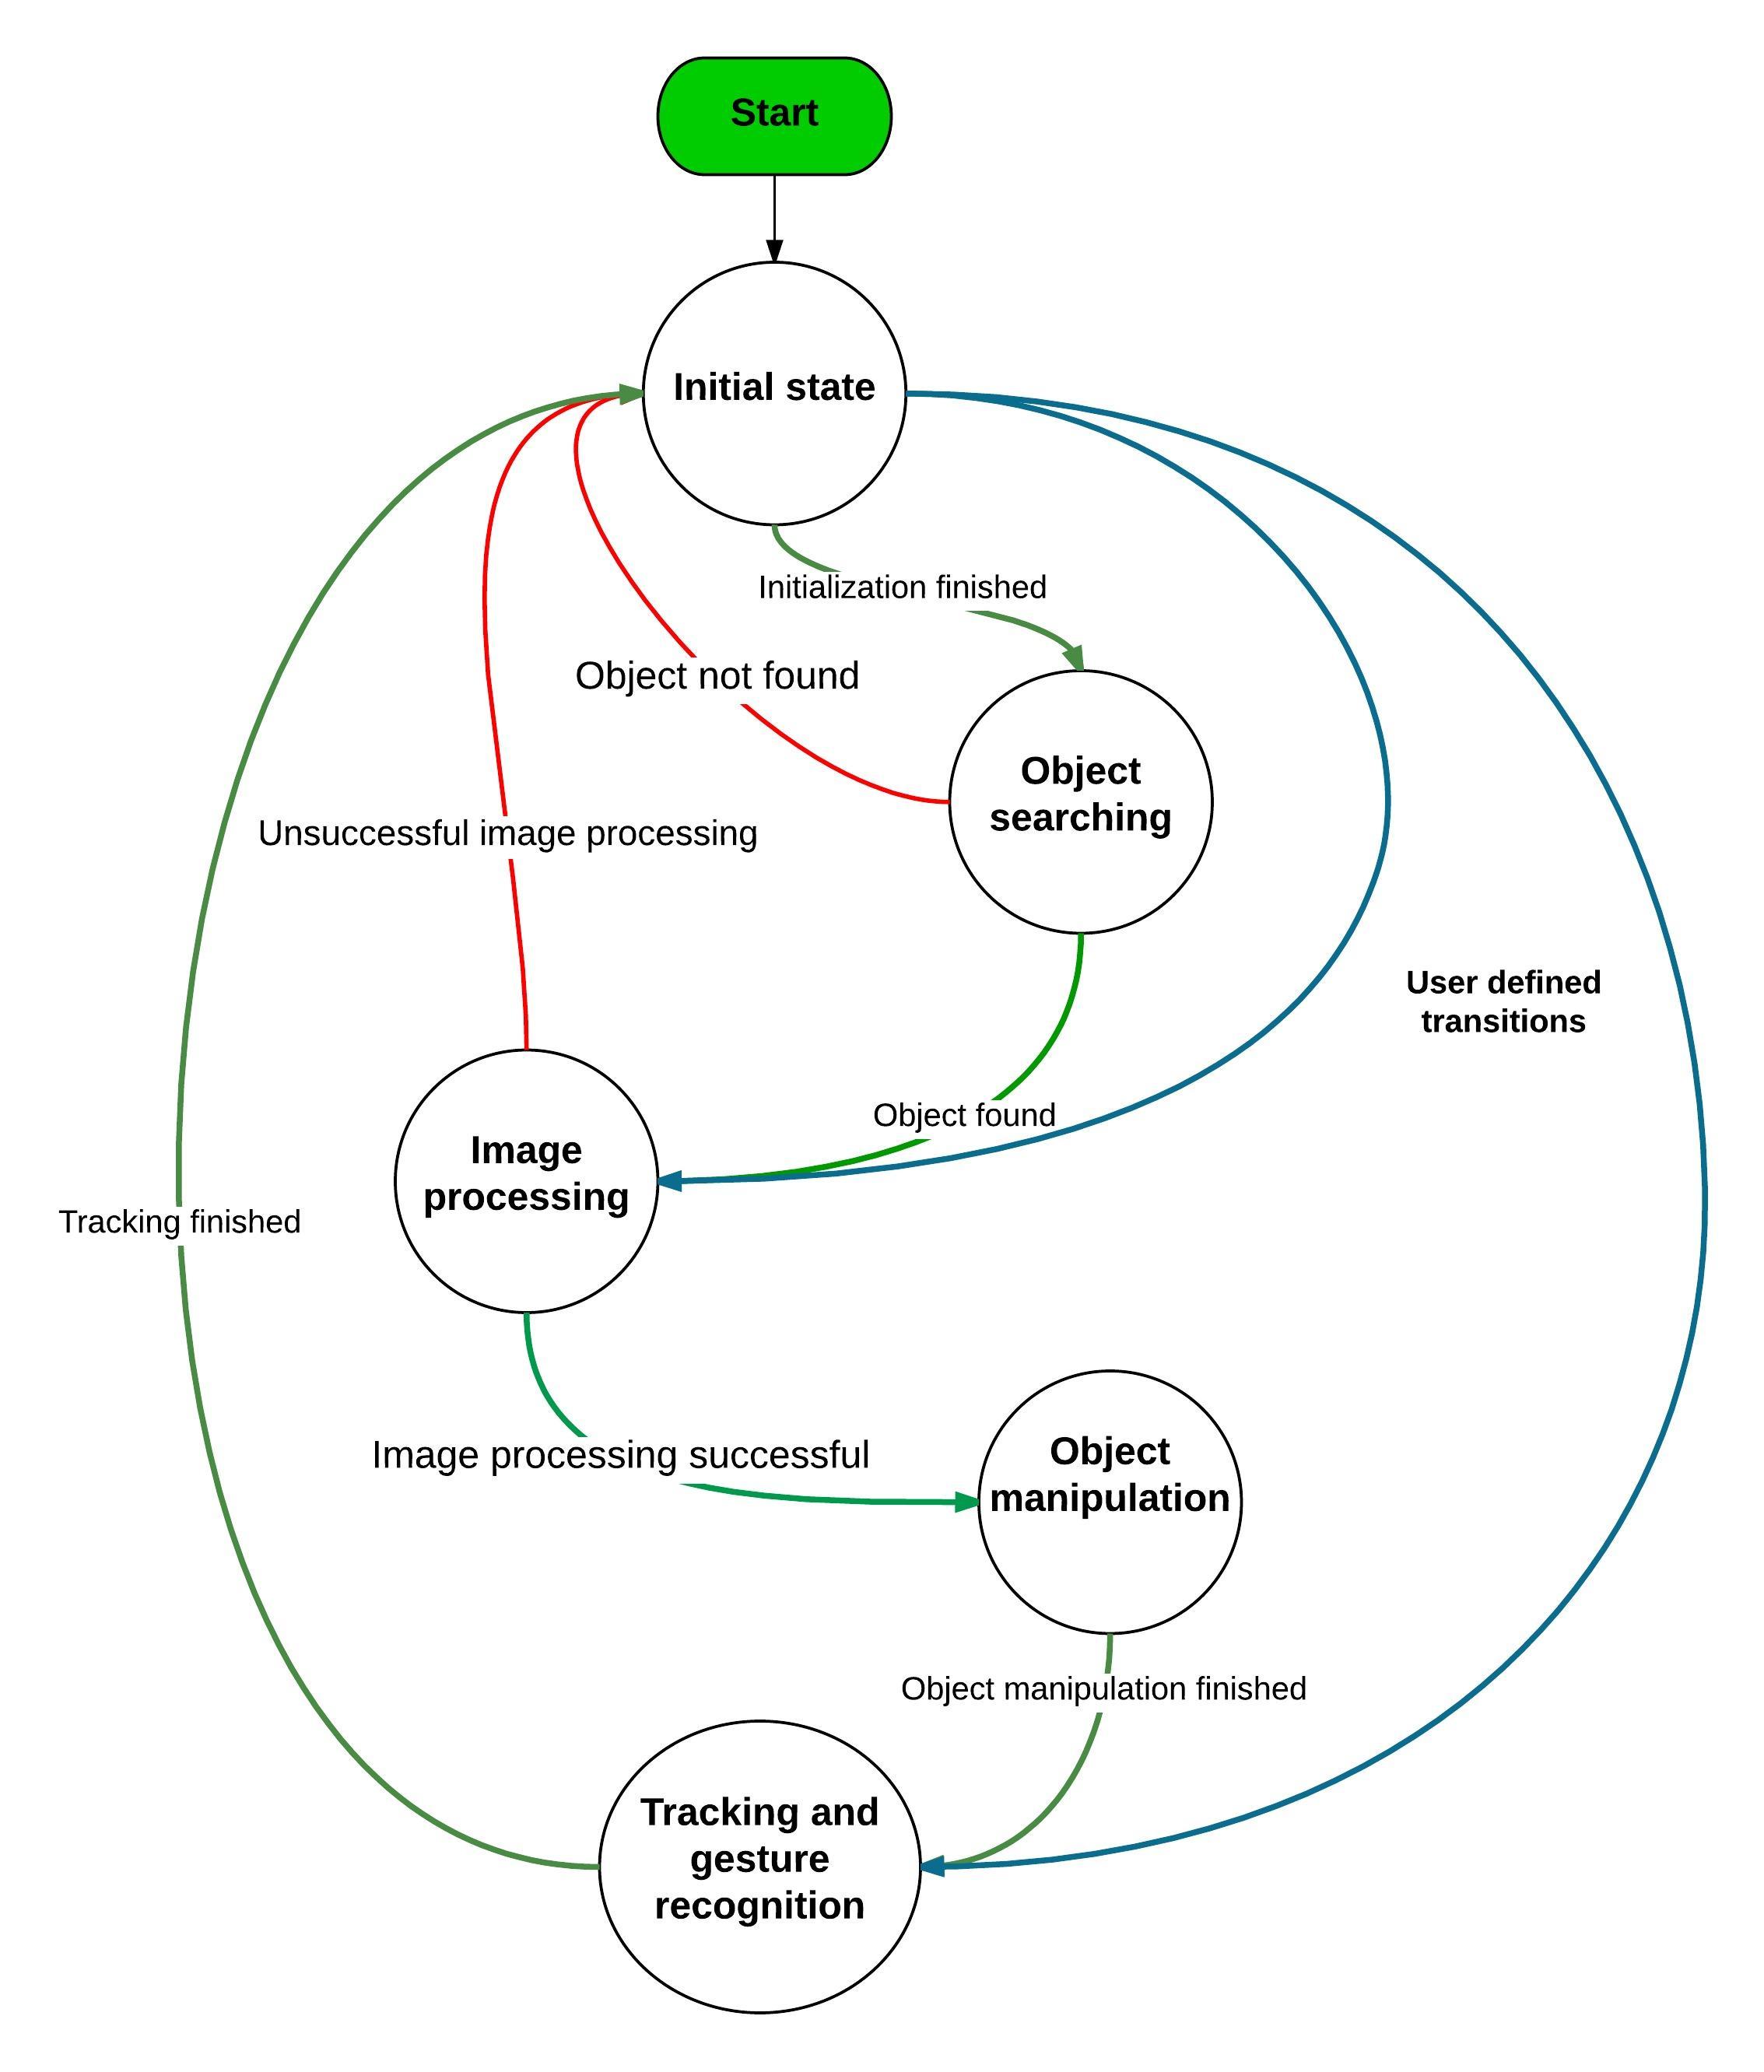 Start
Initial state
Initialization finished
Object not found
Object
searching
Unsuccessful image processing
User defined
transitions
Object found
Image
processing
Tracking finished
Image processing successful
Object
manipulation
Object manipulation finished
Tracking and
gesture
recognition